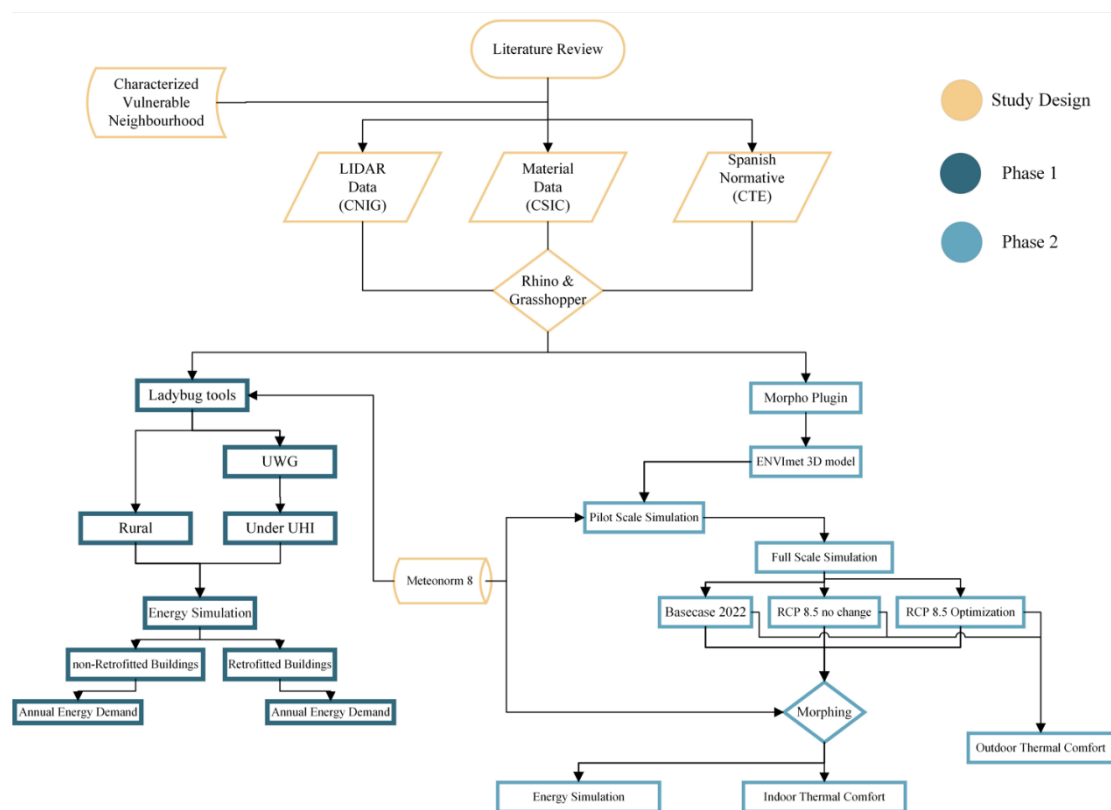 Literature Review
Characterized
Vulnerable
Neighbourhood
Study Design
Phase 1
Phase 2
LIDAR
Data
(CNIG)
Material
Data
(CSIC)
Spanish
Normative
(CTE)
Rhino &
Grasshopper
Ladybug tools
UWG
Rural
Under UHI
Energy Simulation
non-Retrofitted Buildings
Retrofitted Buildings
Annual Energy Demand
Annual Energy Demand
Meteonorm 8
Morpho Plugin
ENVImet 3D model
Pilot Scale Simulation
Full Scale Simulation
Basecase 2022
RCP 8.5 no change
RCP 8.5 Optimization
Morphing
Outdoor Thermal Comfort
Energy Simulation
Indoor Thermal Comfort